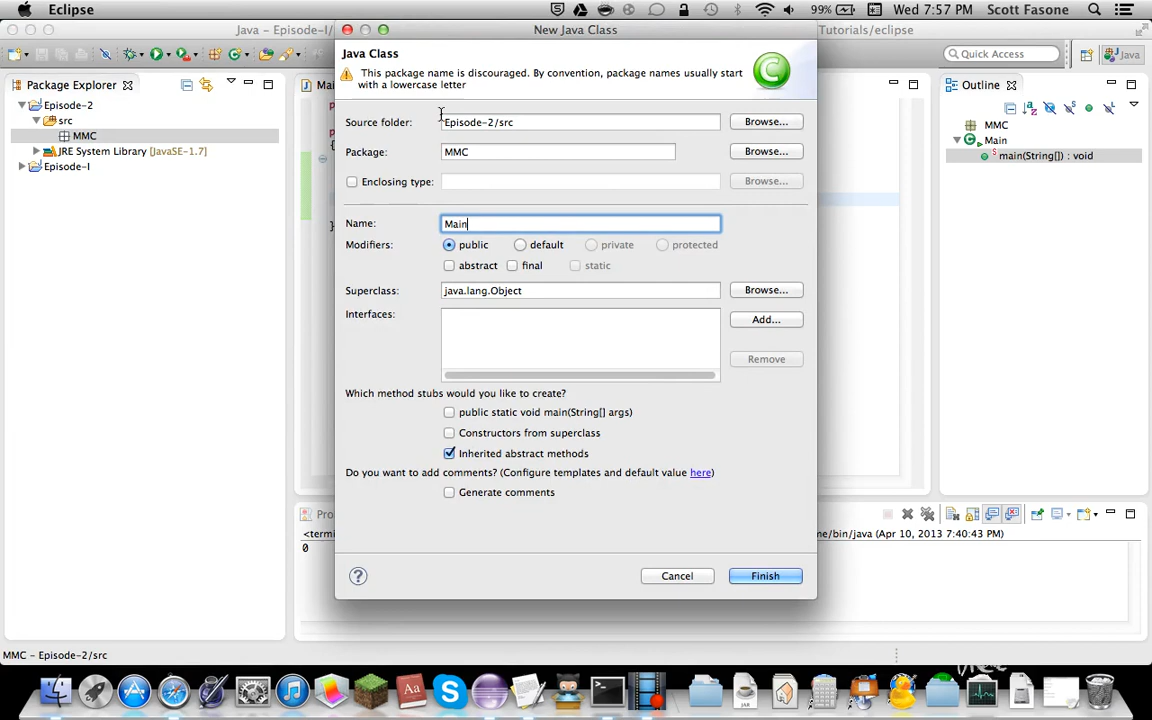 Eclipse 99% Wed 7:57 PM Scott Fasone
Java – Episode-I/ Tutorials/eclipse
New Java Class
Quick Access Java
Package Explorer
Episode-2
src
MMC
JRE System Library [JavaSE-1.7]
Episode-I
Java Class
This package name is discouraged. By convention, package names usually start
with a lowercase letter
Source folder: Episode-2/src Browse...
Package: MMC Browse...
Enclosing type: Browse...
Name: Main
Modifiers: public default private protected
abstract final static
Superclass: java.lang.Object Browse...
Interfaces: Add...
Remove
Which method stubs would you like to create?
public static void main(String[] args)
Constructors from superclass
Inherited abstract methods
Do you want to add comments? (Configure templates and default value here)
Generate comments
? Cancel Finish
Outline
MMC
Main
main(String[]) : void
Pro
<termi me/bin/java (Apr 10, 2013 7:40:43 PM)
0
MMC – Episode-2/src
JAR